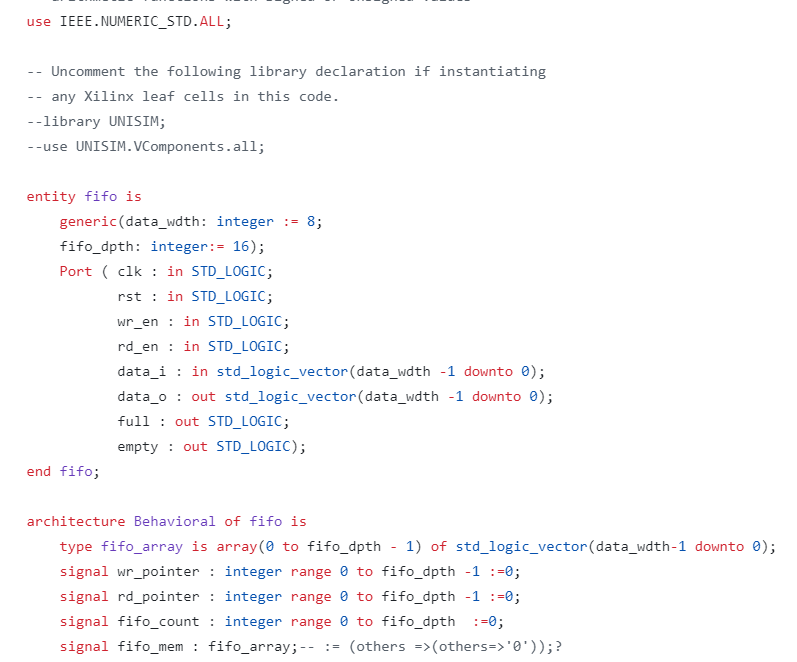 use IEEE.NUMERIC_STD.ALL;
-- Uncomment the following library declaration if instantiating
-- any Xilinx leaf cells in this code.
--library UNISIM;
--use UNISIM.VComponents.all;
entity fifo is
generic(data_wdth: integer := 8;
fifo_dpth: integer:= 16);
Port ( clk : in STD_LOGIC;
rst : in STD_LOGIC;
wr_en : in STD_LOGIC;
rd_en : in STD_LOGIC;
data_i : in std_logic_vector(data_wdth -1 downto 0);
data_o : out std_logic_vector(data_wdth -1 downto 0);
full : out STD_LOGIC;
empty : out STD_LOGIC);
end fifo;
architecture Behavioral of fifo is
type fifo_array is array(0 to fifo_dpth - 1) of std_logic_vector(data_wdth-1 downto 0);
signal wr_pointer : integer range 0 to fifo_dpth -1 :=0;
signal rd_pointer : integer range 0 to fifo_dpth -1 :=0;
signal fifo_count : integer range 0 to fifo_dpth  :=0;
signal fifo_mem : fifo_array;-- := (others =>(others=>'0'));?